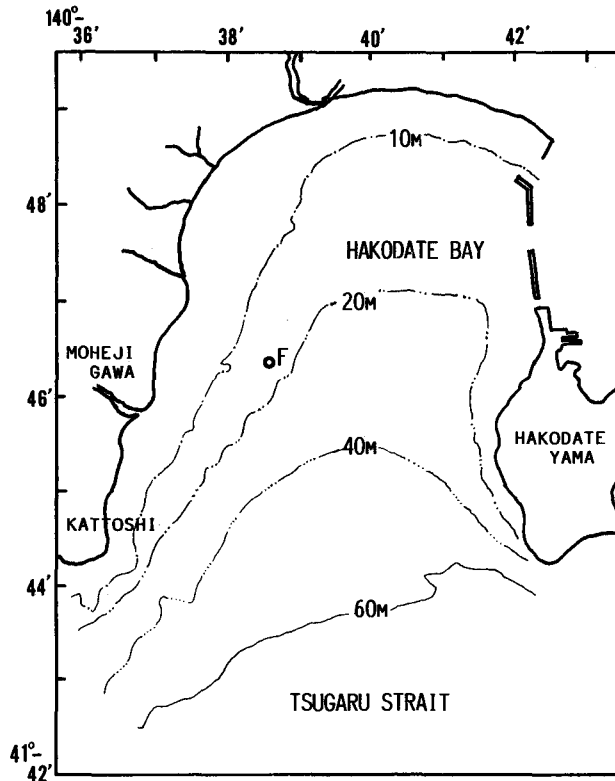 140°-
36'
38'
40'
42'
10M
48'
HAKODATE BAY
20M
MOHEJI
GAWA
F
46'
HAKODATE
YAMA
40M
KATTOSHI
44'
60M
TSUGARU STRAIT
41°-
42'